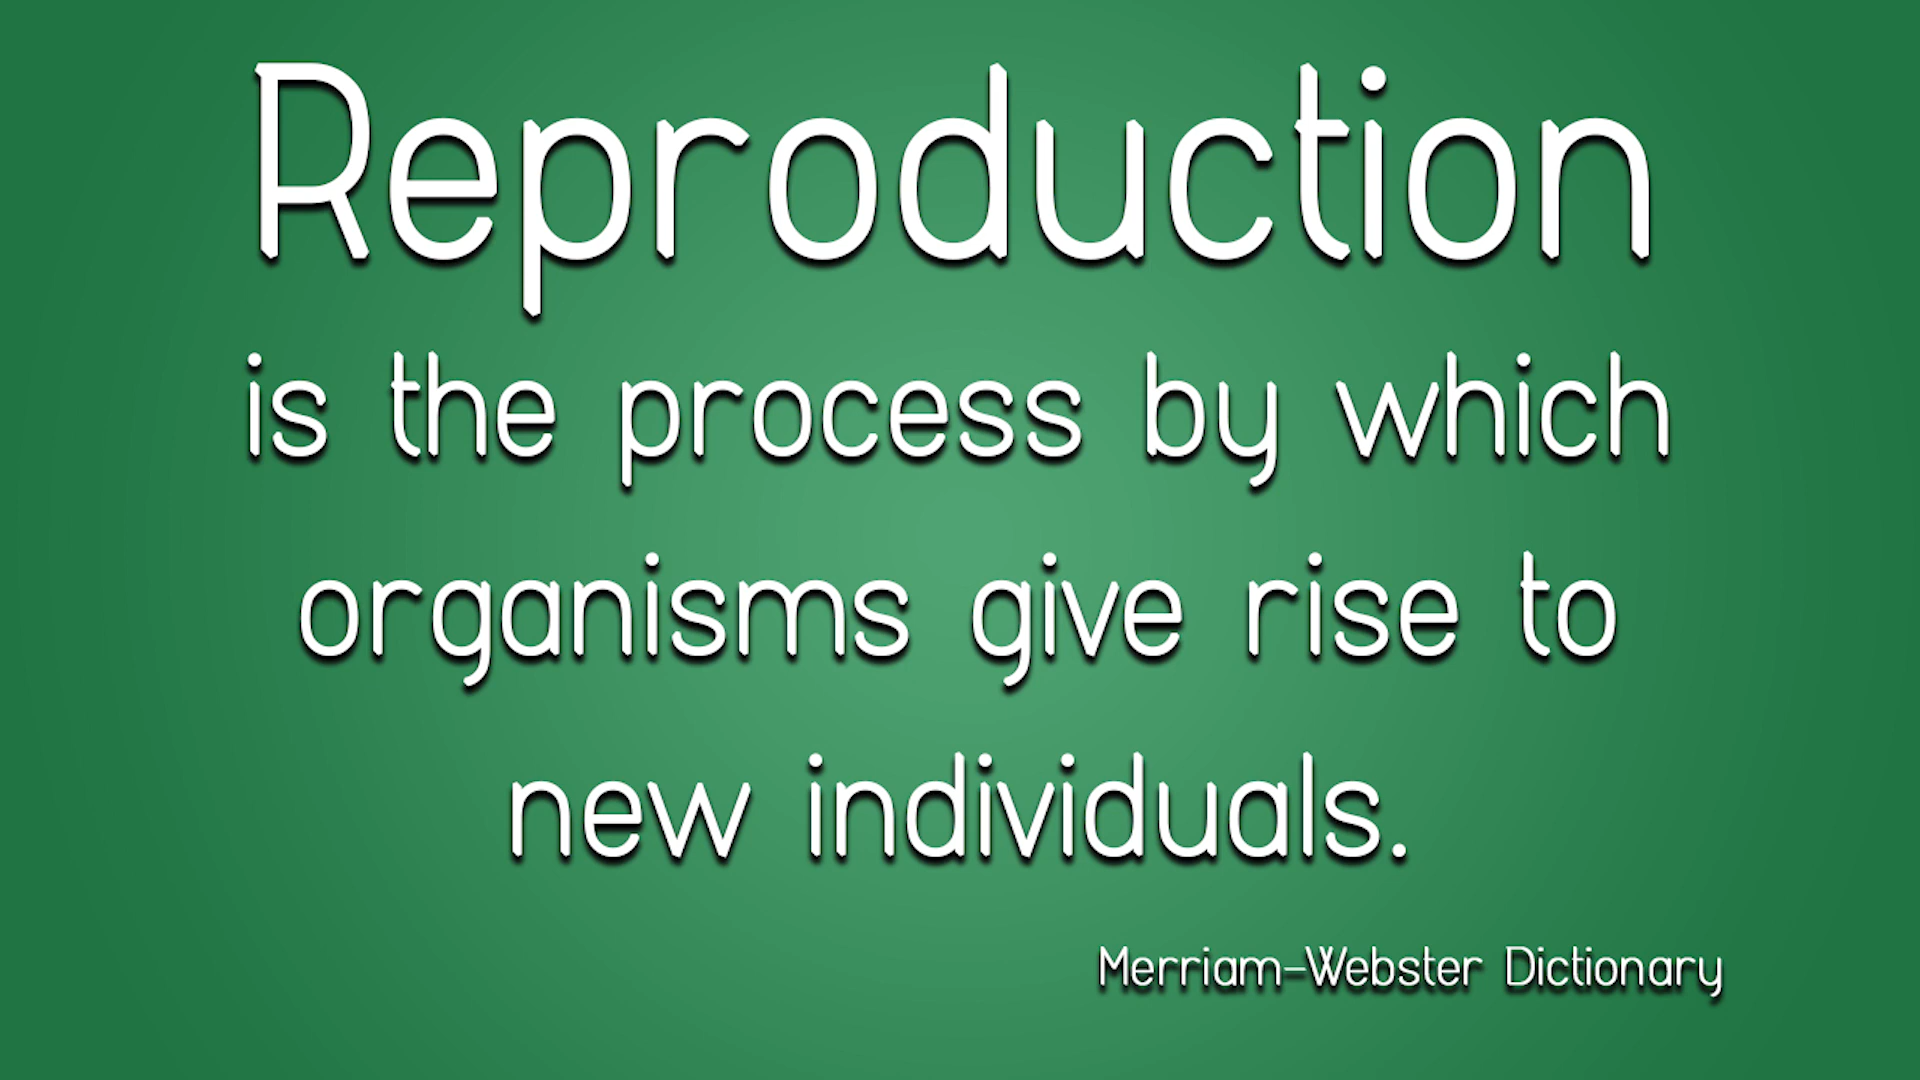 Reproduction
is the process by which
organisms give rise to
new individuals.
Merriam-Webster Dictionary